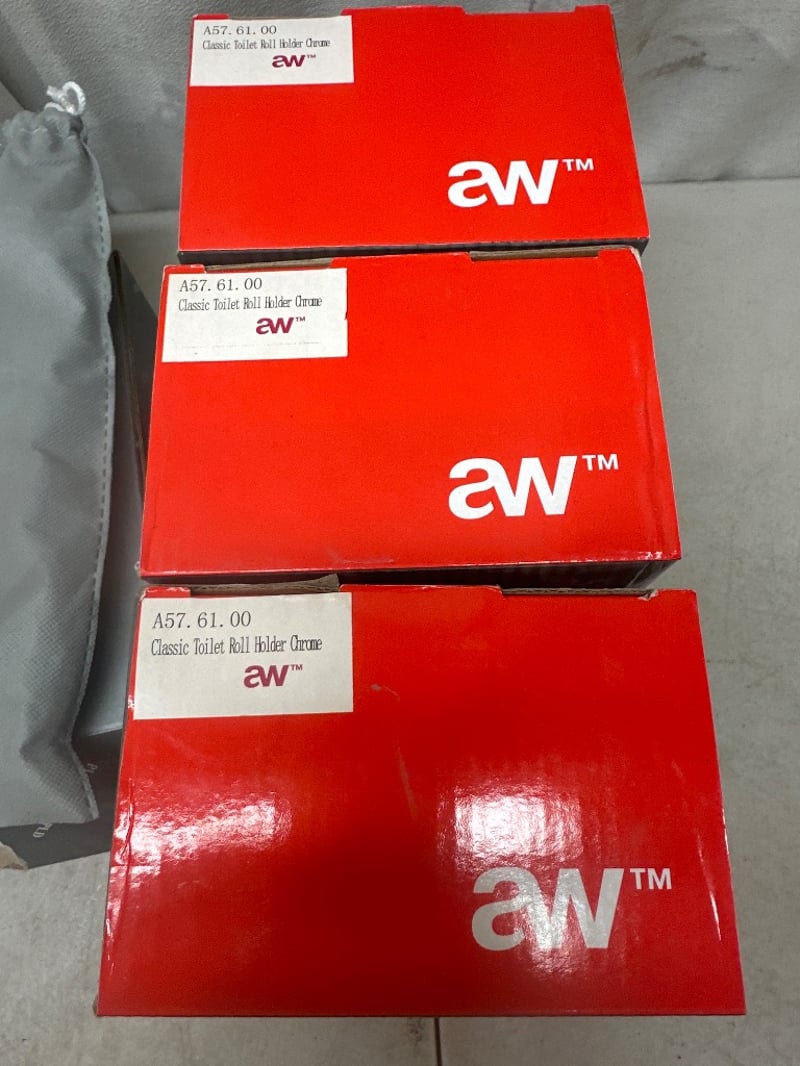 A57. 61. 00
Classic Toilet Roll Holder Chrome
aw™
aw™
A57. 61. 00
Classic Toilet Roll Holder Chrome
aw™
aw™
A57. 61. 00
Classic Toilet Roll Holder Chrome
aw™
aw™